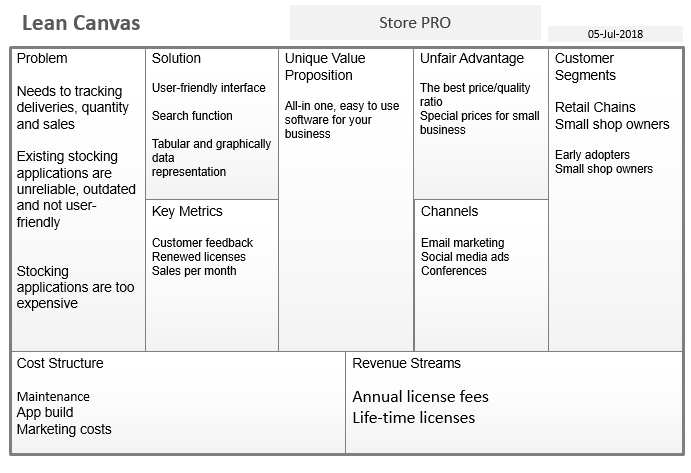 Lean Canvas
Store PRO
05-Jul-2018
Problem
Needs to tracking
deliveries, quantity
and sales
Existing stocking
applications are
unreliable, outdated
and not user-
friendly
Stocking
applications are too
expensive
Solution
User-friendly interface
Search function
Tabular and graphically
data
representation
Key Metrics
Customer feedback
Renewed licenses
Sales per month
Unique Value
Proposition
All-in one, easy to use
software for your
business
Unfair Advantage
The best price/quality
ratio
Special prices for small
business
Channels
Email marketing
Social media ads
Conferences
Customer
Segments
Retail Chains
Small shop owners
Early adopters
Small shop owners
Cost Structure
Maintenance
App build
Marketing costs
Revenue Streams
Annual license fees
Life-time licenses